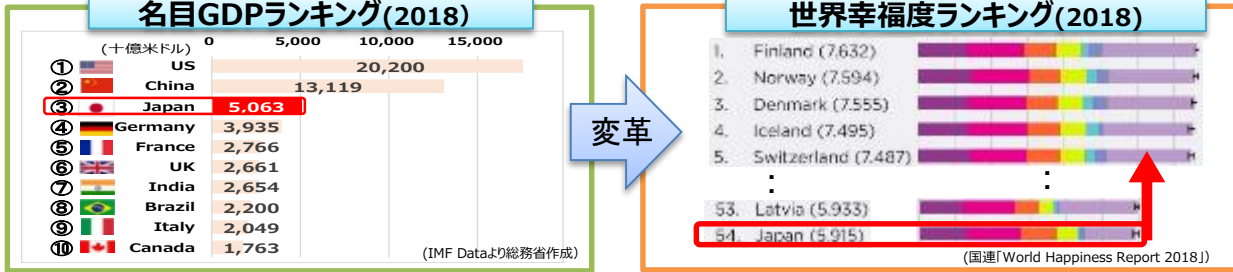 名目GDPランキング(2018)
(十億米ドル) 0 5,000 10,000 15,000
① US 20,200
② China 13,119
③ Japan 5,063
④ Germany 3,935
⑤ France 2,766
⑥ UK 2,661
⑦ India 2,654
⑧ Brazil 2,200
⑨ Italy 2,049
⑩ Canada 1,763
(IMF Dataより総務省作成)
変革
世界幸福度ランキング(2018)
1. Finland (7.632)
2. Norway (7.594)
3. Denmark (7.555)
4. Iceland (7.495)
5. Switzerland (7.487)
: :
53. Latvia (5.933)
54. Japan (5.915)
(国連「World Happiness Report 2018」)